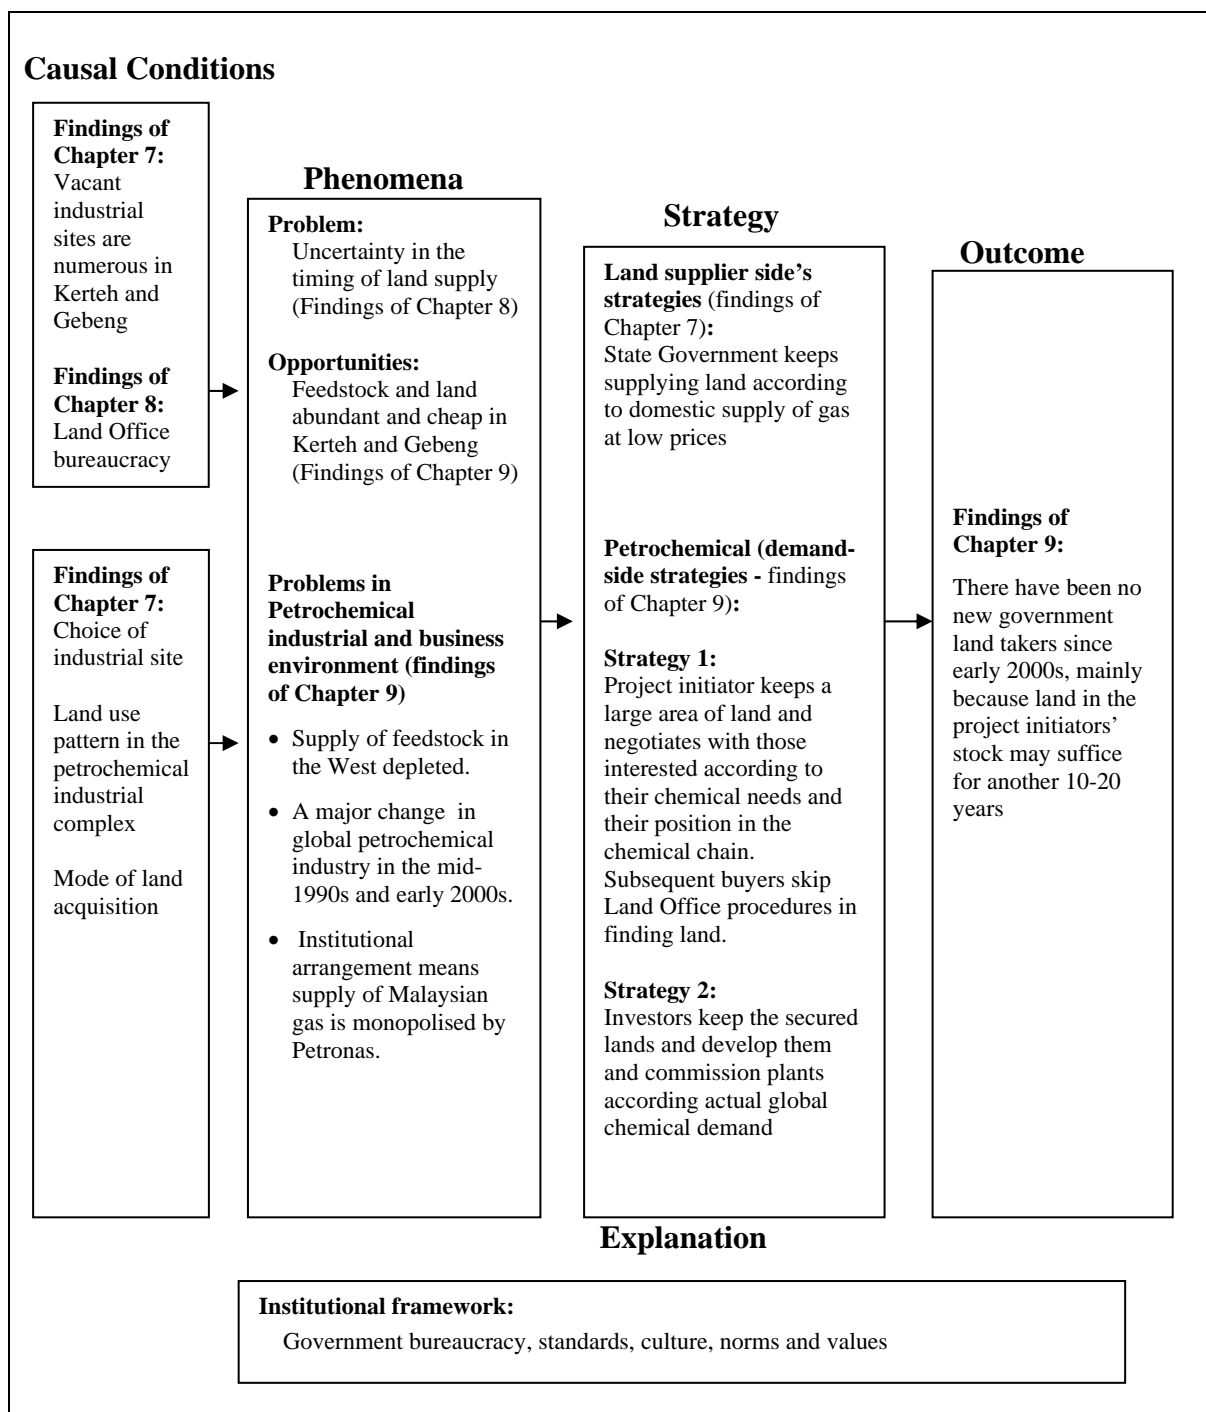 Causal Conditions
Findings of
Chapter 7:
Vacant
industrial
sites are
numerous in
Kerteh and
Gebeng
Findings of
Chapter 8:
Land Office
bureaucracy
Findings of
Chapter 7:
Choice of
industrial site
Land use
pattern in the
petrochemical
industrial
complex
Mode of land
acquisition
Phenomena
Problem:
Uncertainty in the
timing of land supply
(Findings of Chapter 8)
Opportunities:
Feedstock and land
abundant and cheap in
Kerteh and Gebeng
(Findings of Chapter 9)
Problems in
Petrochemical
industrial and business
environment (findings
of Chapter 9)
• Supply of feedstock in
the West depleted.
• A major change in
global petrochemical
industry in the mid-
1990s and early 2000s.
• Institutional
arrangement means
supply of Malaysian
gas is monopolised by
Petronas.
Strategy
Land supplier side’s
strategies (findings of
Chapter 7):
State Government keeps
supplying land according
to domestic supply of gas
at low prices
Petrochemical (demand-
side strategies - findings
of Chapter 9):
Strategy 1:
Project initiator keeps a
large area of land and
negotiates with those
interested according to
their chemical needs and
their position in the
chemical chain.
Subsequent buyers skip
Land Office procedures in
finding land.
Strategy 2:
Investors keep the secured
lands and develop them
and commission plants
according actual global
chemical demand
Outcome
Findings of
Chapter 9:
There have been no
new government
land takers since
early 2000s, mainly
because land in the
project initiators’
stock may suffice
for another 10-20
years
Explanation
Institutional framework:
Government bureaucracy, standards, culture, norms and values